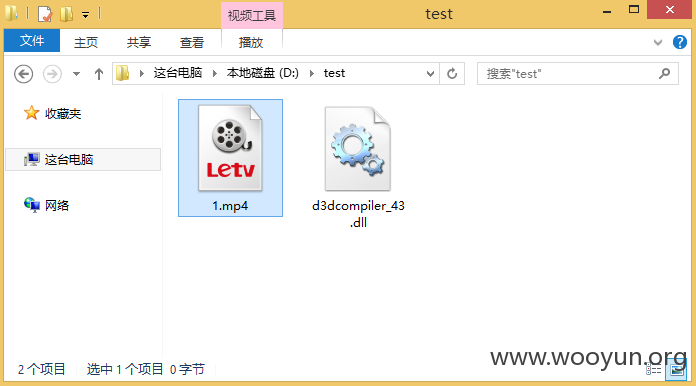 视频工具
test
文件
主页
共享
查看
播放
这台电脑
本地磁盘 (D:)
test
搜索"test"
收藏夹
这台电脑
网络
Letv
1.mp4
d3dcompiler_43
.dll
2 个项目
选中 1 个项目 0 字节
www.wooyun.org